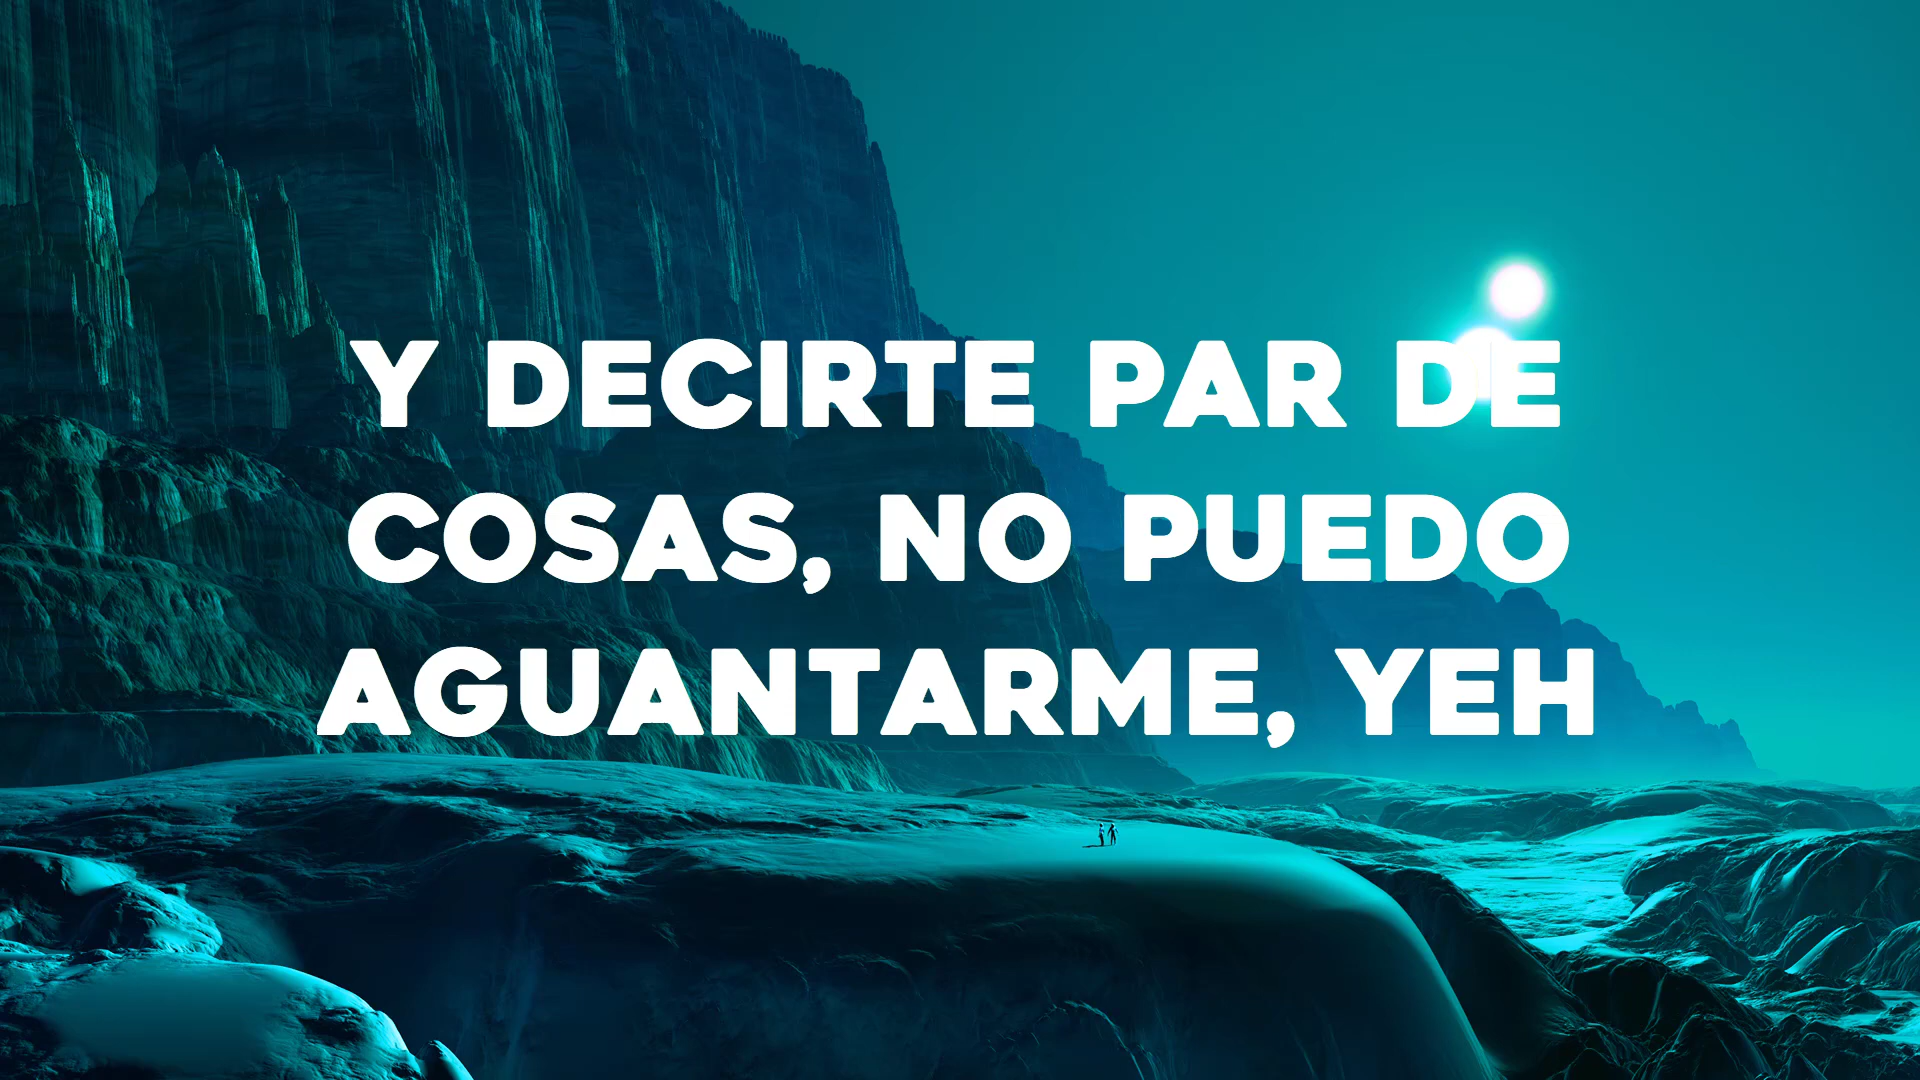 Y DECIRTE PAR DE
COSAS, NO PUEDO
AGUANTARME, YEH